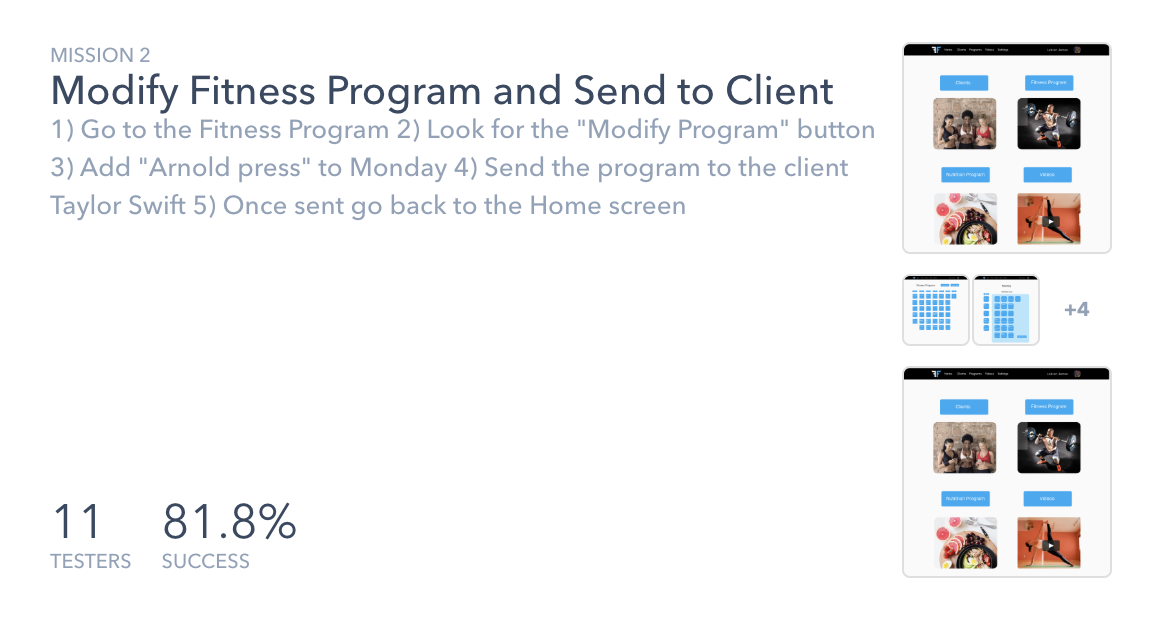 MISSION 2
Modify Fitness Program and Send to Client
1) Go to the Fitness Program 2) Look for the "Modify Program" button
3) Add "Arnold press" to Monday 4) Send the program to the client
Taylor Swift 5) Once sent go back to the Home screen
11
TESTERS
81.8%
SUCCESS
Home Clients Programs Videos Settings
Clients
Fitness Program
Nutrition Program
Videos
+4
Home Clients Programs Videos Settings
Clients
Fitness Program
Nutrition Program
Videos